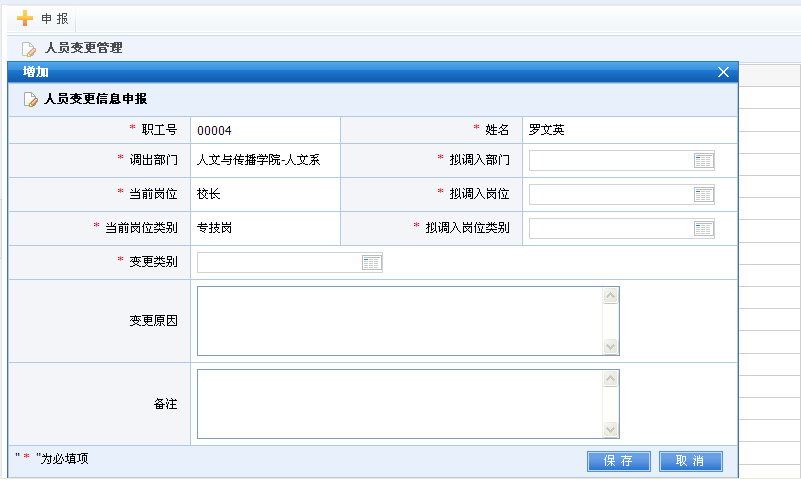 申 报
人员变更管理
增加
人员变更信息申报
* 职工号 00004 * 姓名 罗文英
* 调出部门 人文与传播学院-人文系 * 拟调入部门
* 当前岗位 校长 * 拟调入岗位
* 当前岗位类别 专技岗 * 拟调入岗位类别
* 变更类别
变更原因
备注
" * "为必填项 保 存 取 消